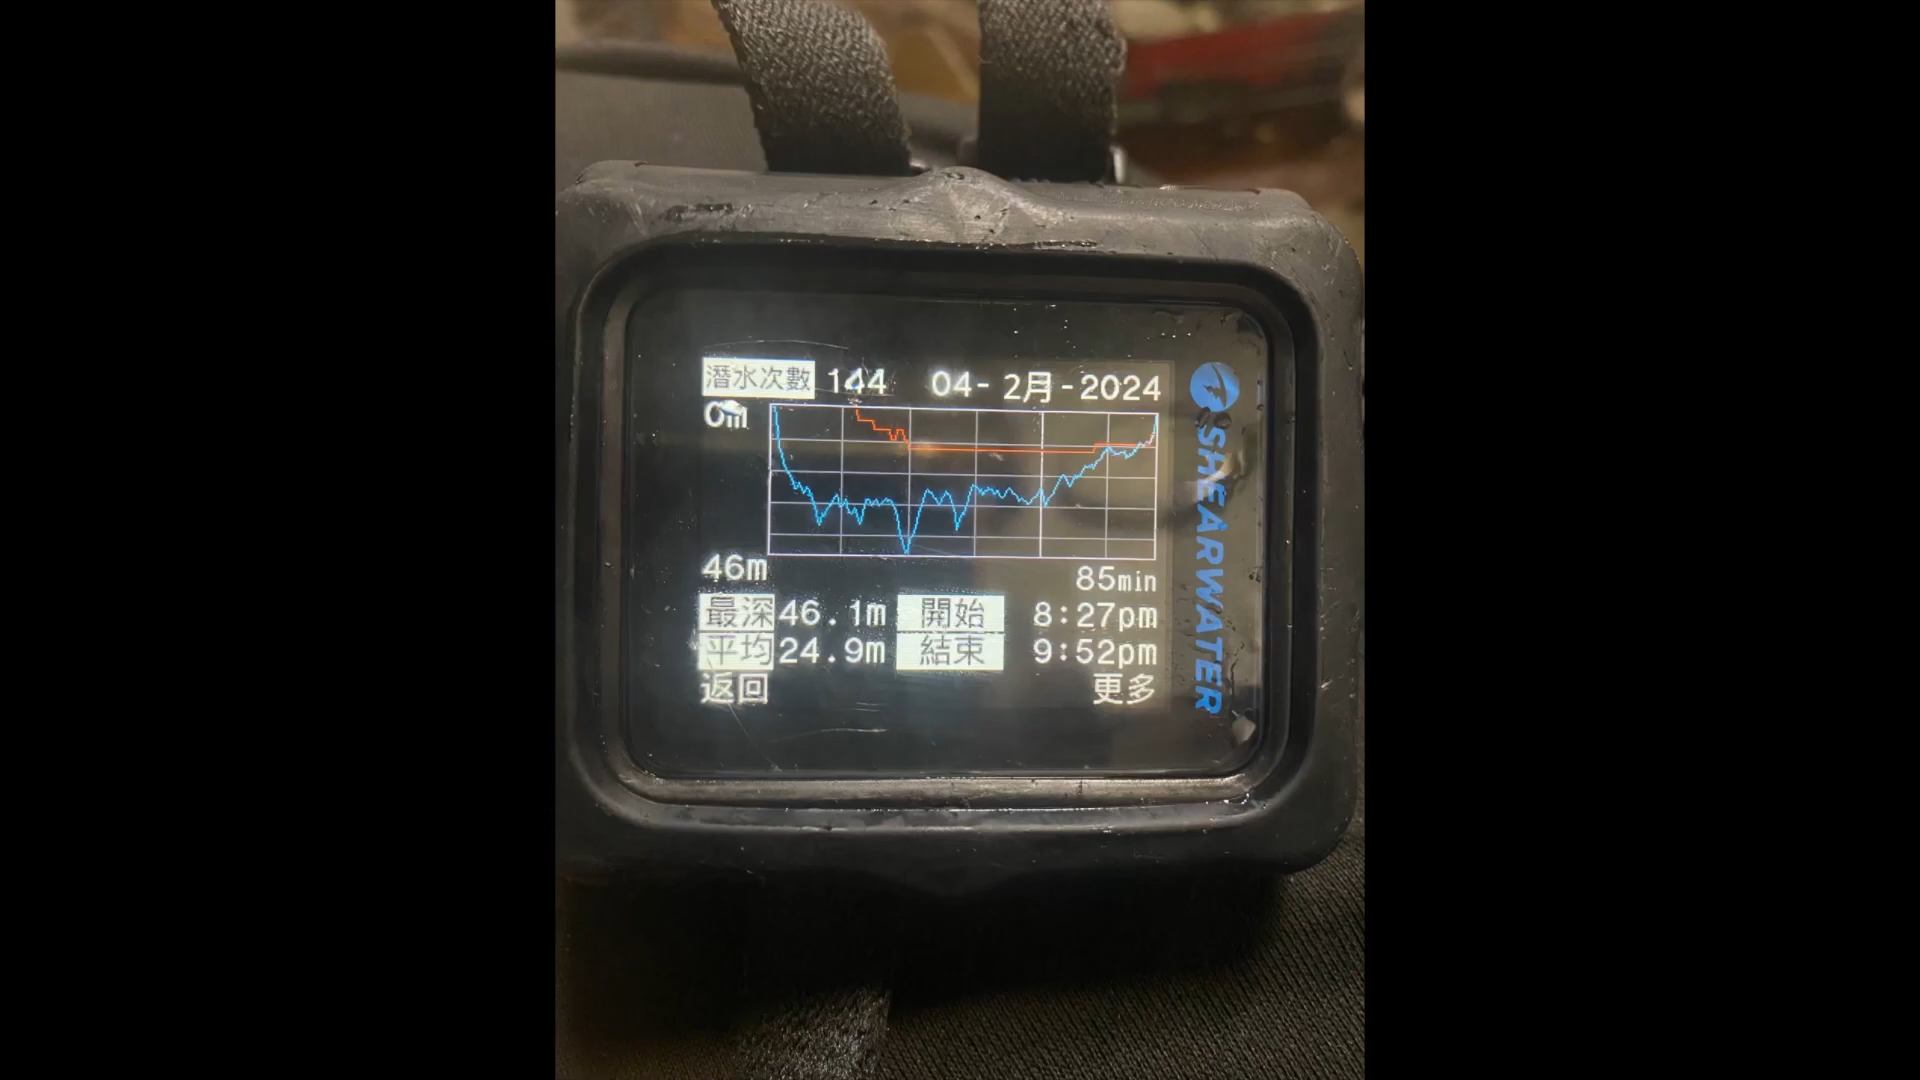 潛水次數 144 04- 2月-2024
0m
46m
85min
最深 46.1m 開始 8:27pm
平均 24.9m 結束 9:52pm
返回 更多
SHEARWATER